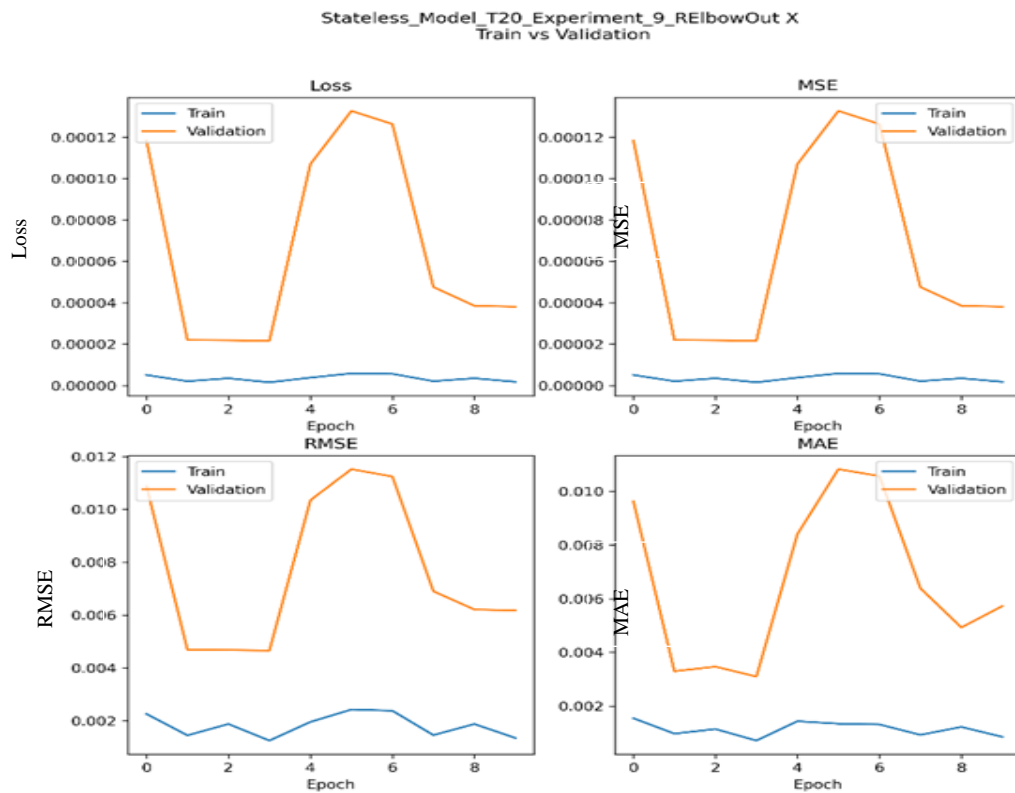 Stateless_Model_T20_Experiment_9_RElbowOut X
Train vs Validation
Loss
Train
Validation
0.00012
0.00010
0.00008
0.00006
0.00004
0.00002
0.00000
Loss
0
2
4
6
8
Epoch
MSE
Train
Validation
0.00012
0.00010
0.00008
0.00006
0.00004
0.00002
0.00000
MSE
0
2
4
6
8
Epoch
RMSE
Train
Validation
0.012
0.010
0.008
0.006
0.004
0.002
RMSE
0
2
4
6
8
Epoch
MAE
Train
Validation
0.010
0.008
0.006
0.004
0.002
MAE
0
2
4
6
8
Epoch